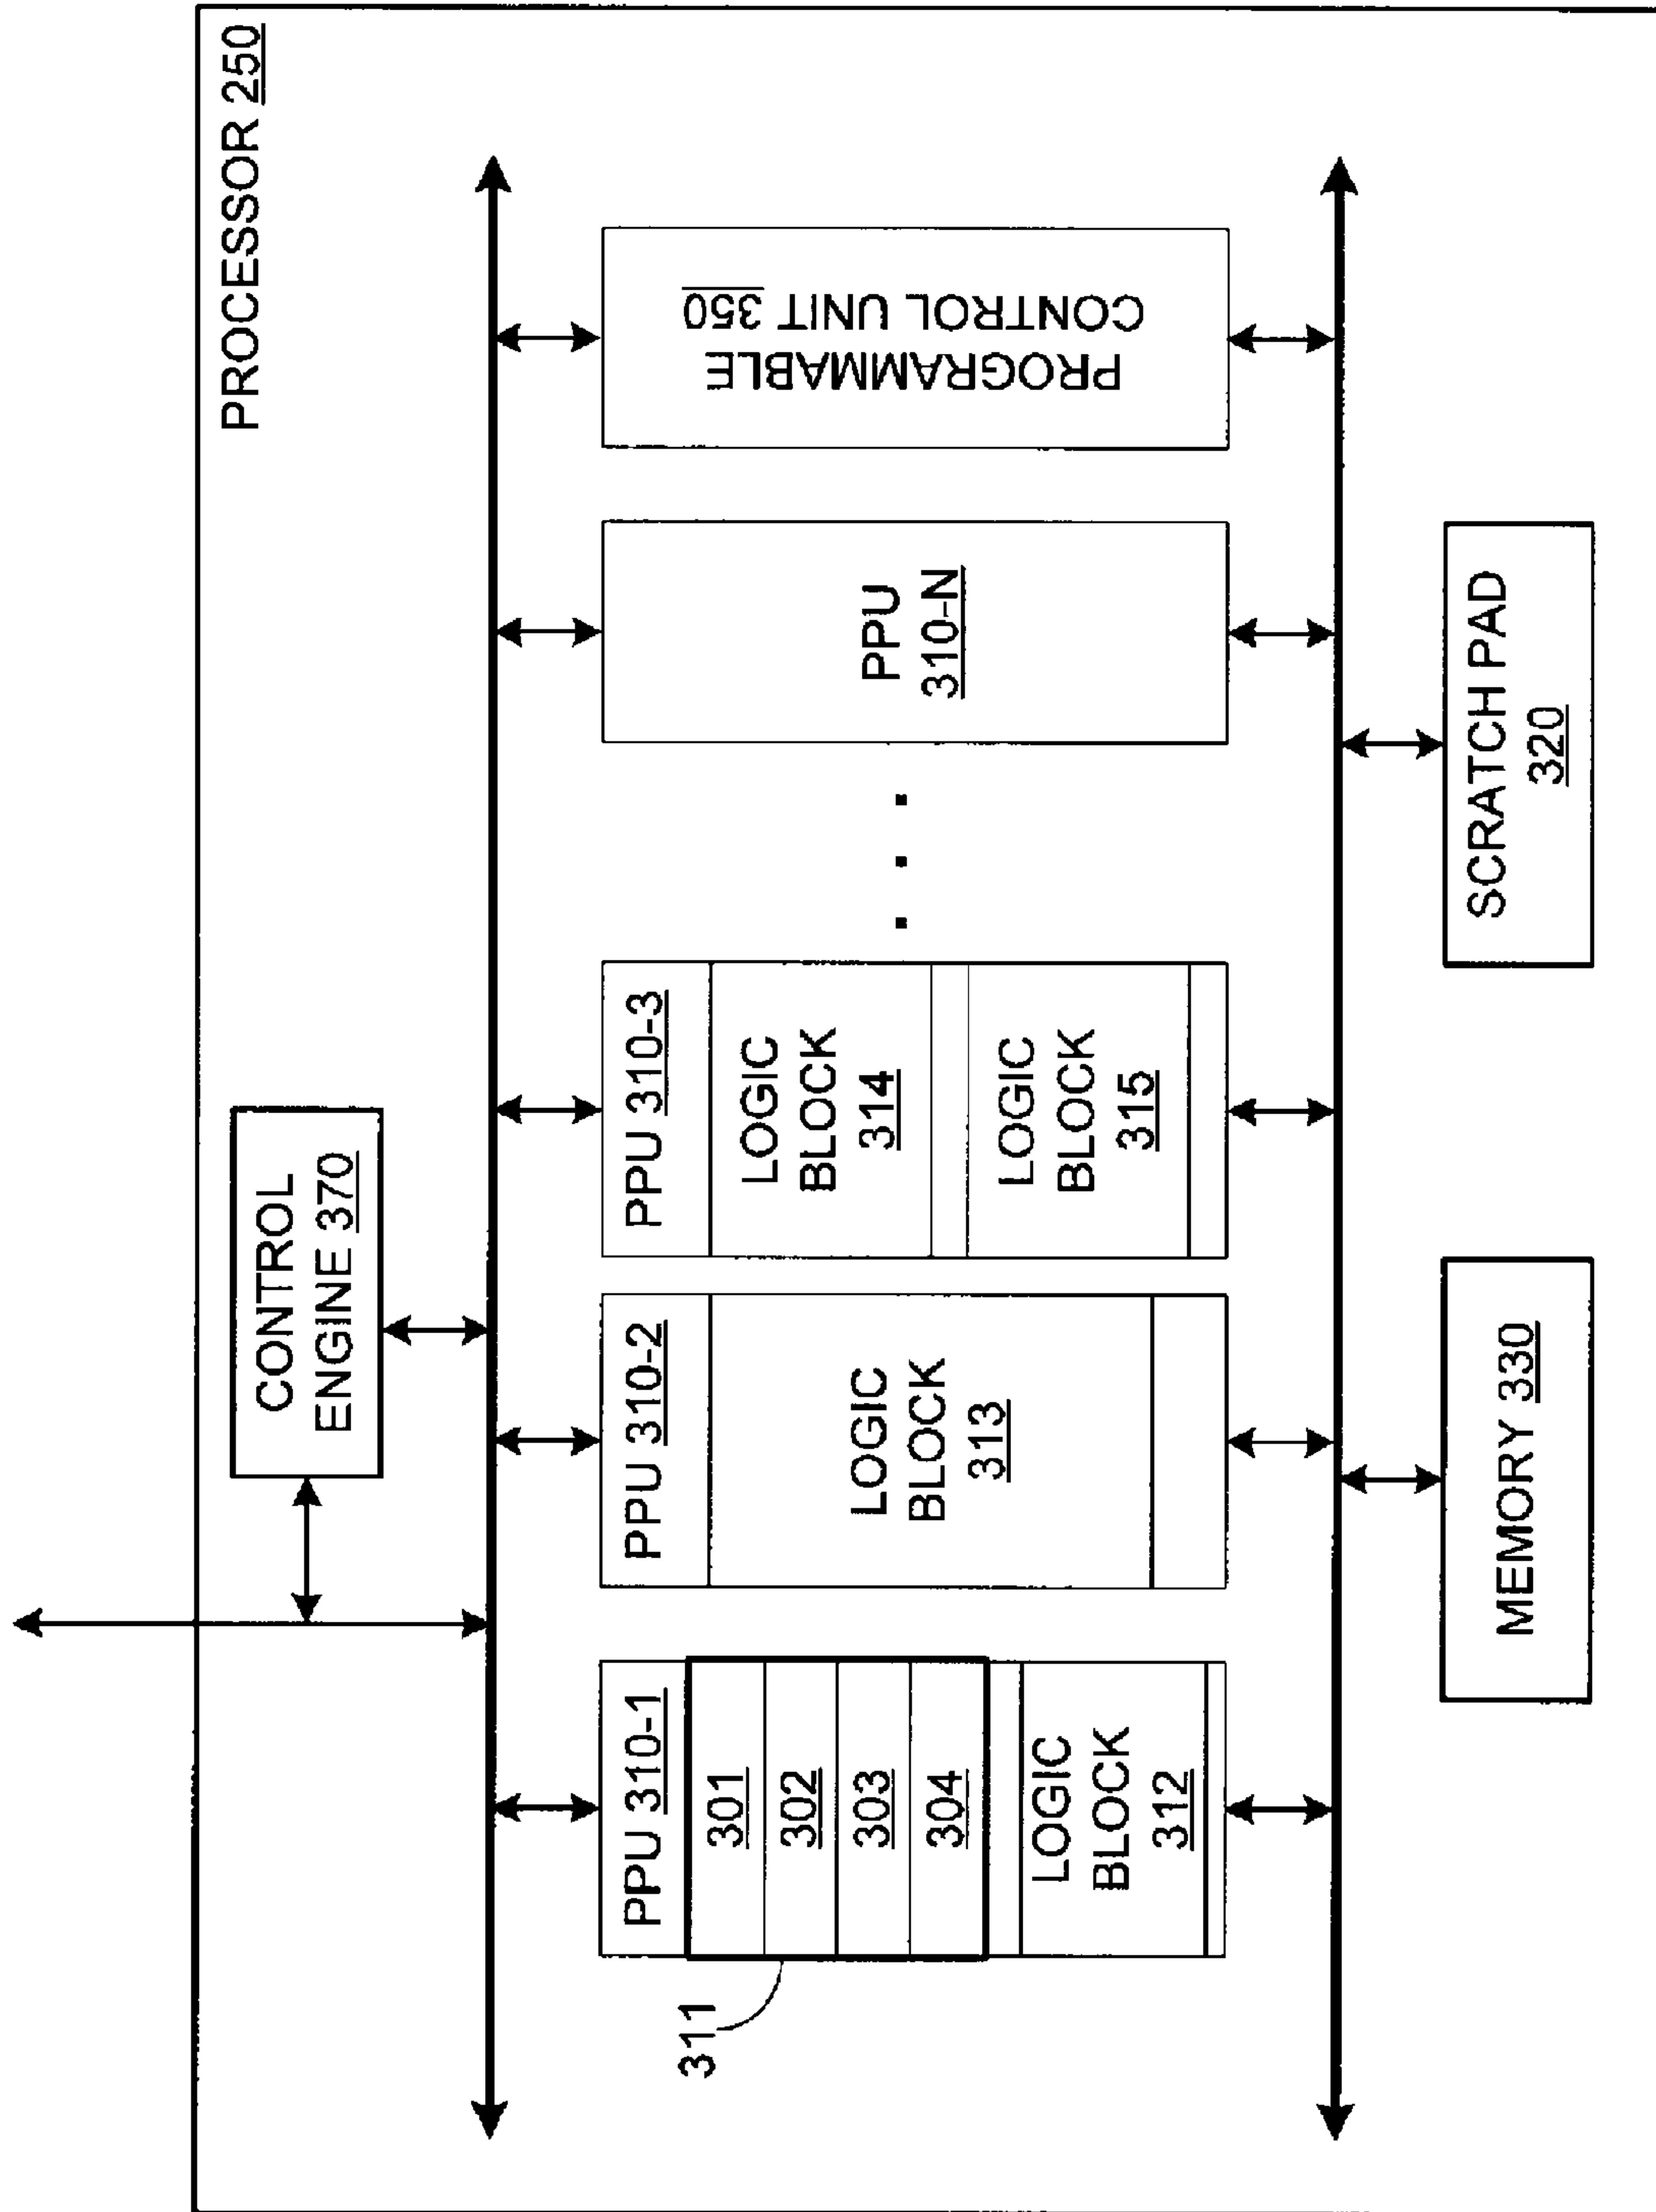 PROCESSOR 250
CONTROL
ENGINE 370
PPU 310-1
301
302
303
304
311
LOGIC
BLOCK
312
PPU 310-2
LOGIC
BLOCK
313
PPU 310-3
LOGIC
BLOCK
314
LOGIC
BLOCK
315
. . .
PPU
310-N
PROGRAMMABLE
CONTROL UNIT 350
MEMORY 330
SCRATCH PAD
320